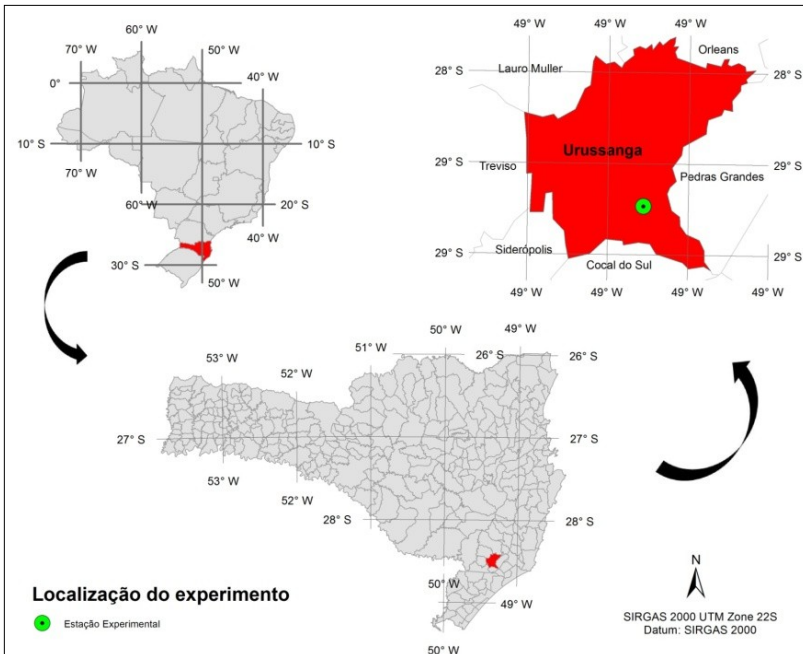 60° W
70° W
50° W
40° W
0°
10° S
10° S
70° W
60° W
20° S
40° W
30° S
50° W
49° W
49° W
49° W
49° W
Orleans
Lauro Muller
28° S
28° S
Urussanga
29° S
29° S
Treviso
Pedras Grandes
Siderópolis
29° S
29° S
Cocal do Sul
49° W
49° W
49° W
49° W
50° W
49° W
51° W
26° S
26° S
53° W
52° W
27° S
27° S
53° W
52° W
28° S
28° S
50° W
49° W
50° W
Localização do experimento
Estação Experimental
N
SIRGAS 2000 UTM Zone 22S
Datum: SIRGAS 2000